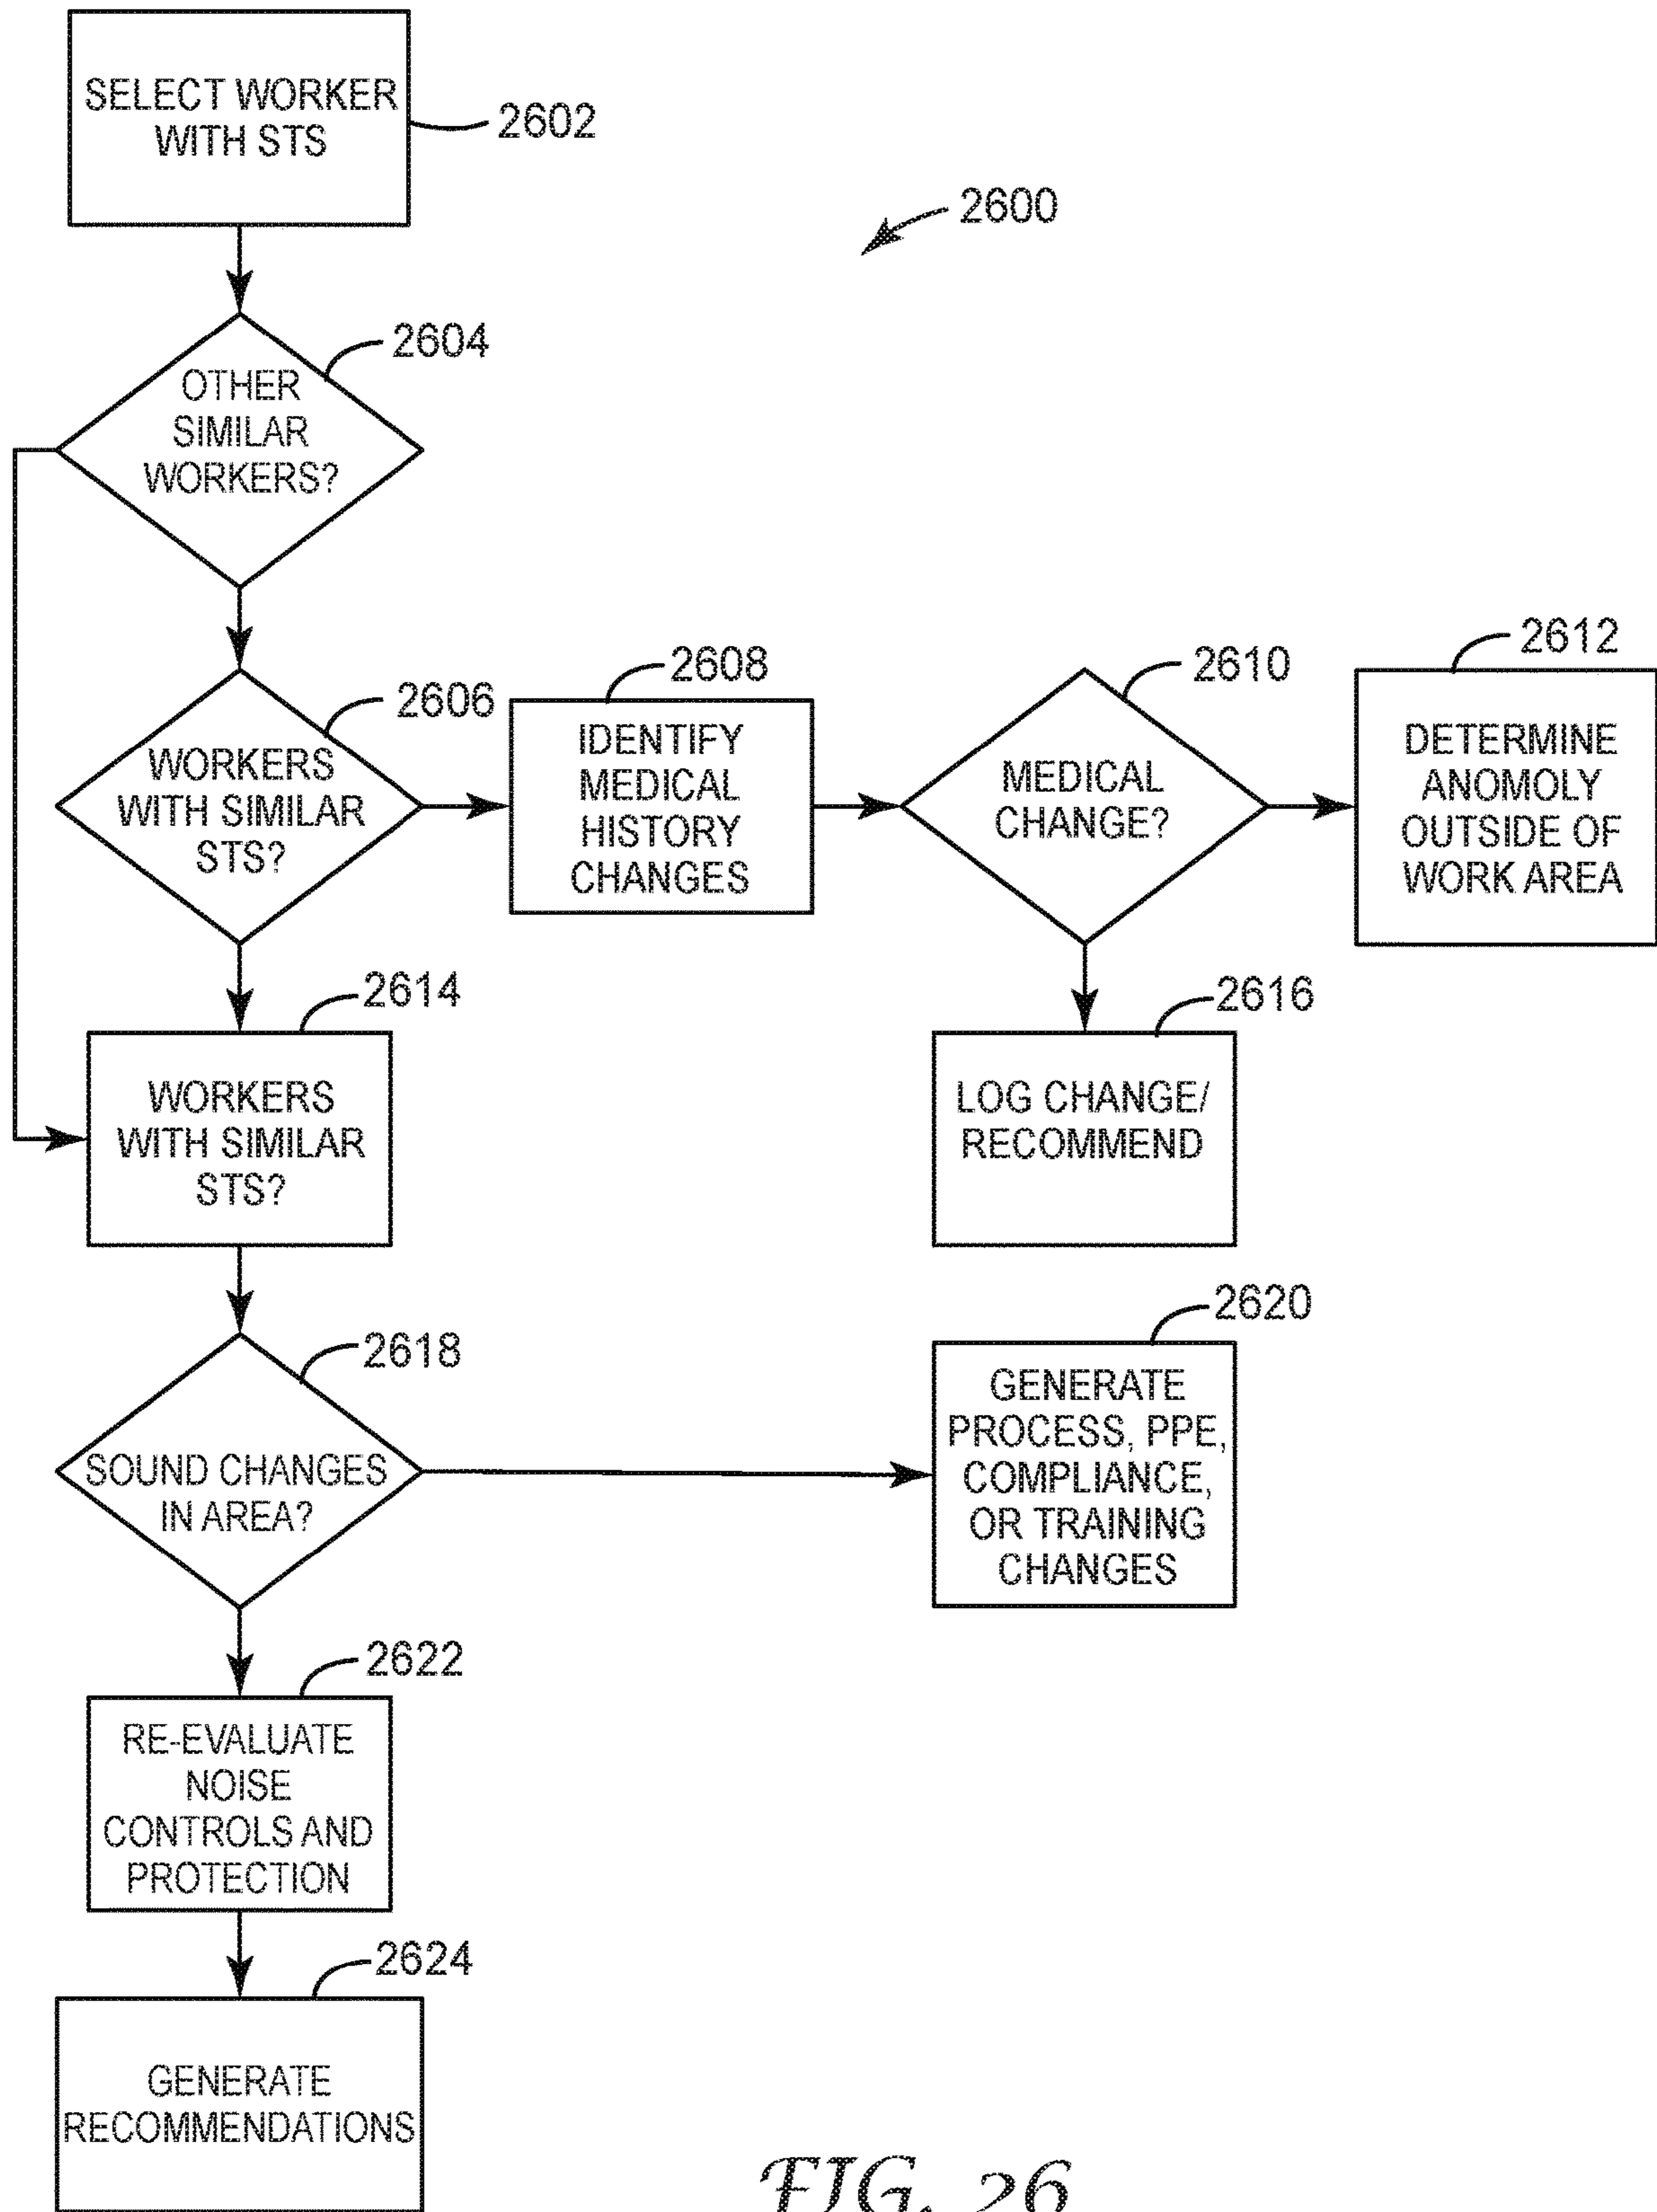 SELECT WORKER
WITH STS
2602
2600
2604
OTHER
SIMILAR
WORKERS?
2606
WORKERS
WITH SIMILAR
STS?
2608
IDENTIFY
MEDICAL
HISTORY
CHANGES
2610
MEDICAL
CHANGE?
2612
DETERMINE
ANOMOLY
OUTSIDE OF
WORK AREA
2614
WORKERS
WITH SIMILAR
STS?
2616
LOG CHANGE/
RECOMMEND
2618
SOUND CHANGES
IN AREA?
2620
GENERATE
PROCESS, PPE,
COMPLIANCE,
OR TRAINING
CHANGES
2622
RE-EVALUATE
NOISE
CONTROLS AND
PROTECTION
2624
GENERATE
RECOMMENDATIONS
FIG. 26